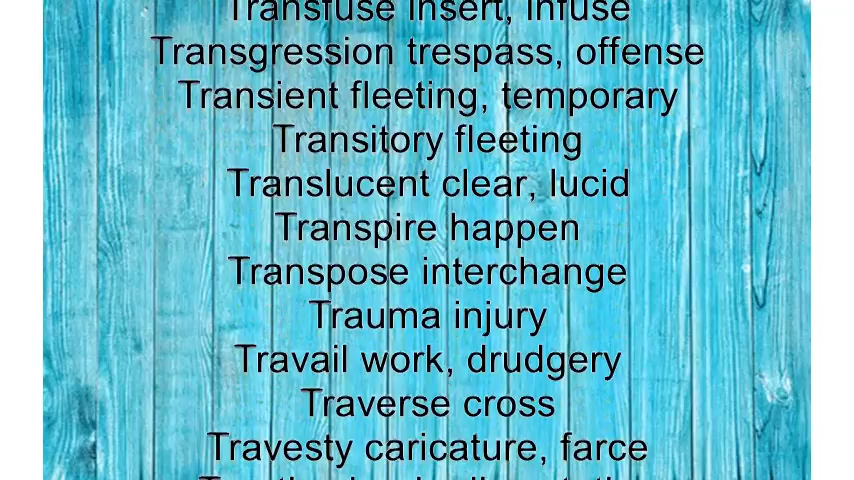 Transfuse insert, infuse
Transgression trespass, offense
Transient fleeting, temporary
Transitory fleeting
Translucent clear, lucid
Transpire happen
Transpose interchange
Trauma injury
Travail work, drudgery
Traverse cross
Travesty caricature, farce